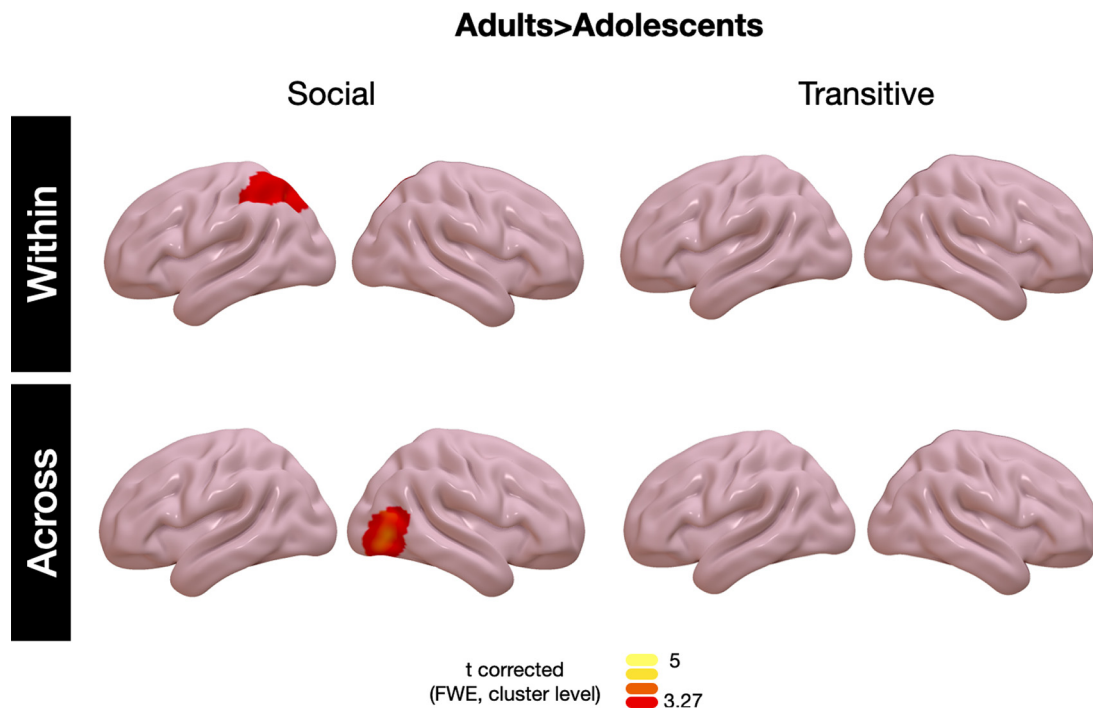 Adults>Adolescents
Social
Transitive
Within
Across
t corrected
(FWE, cluster level)
5
3.27